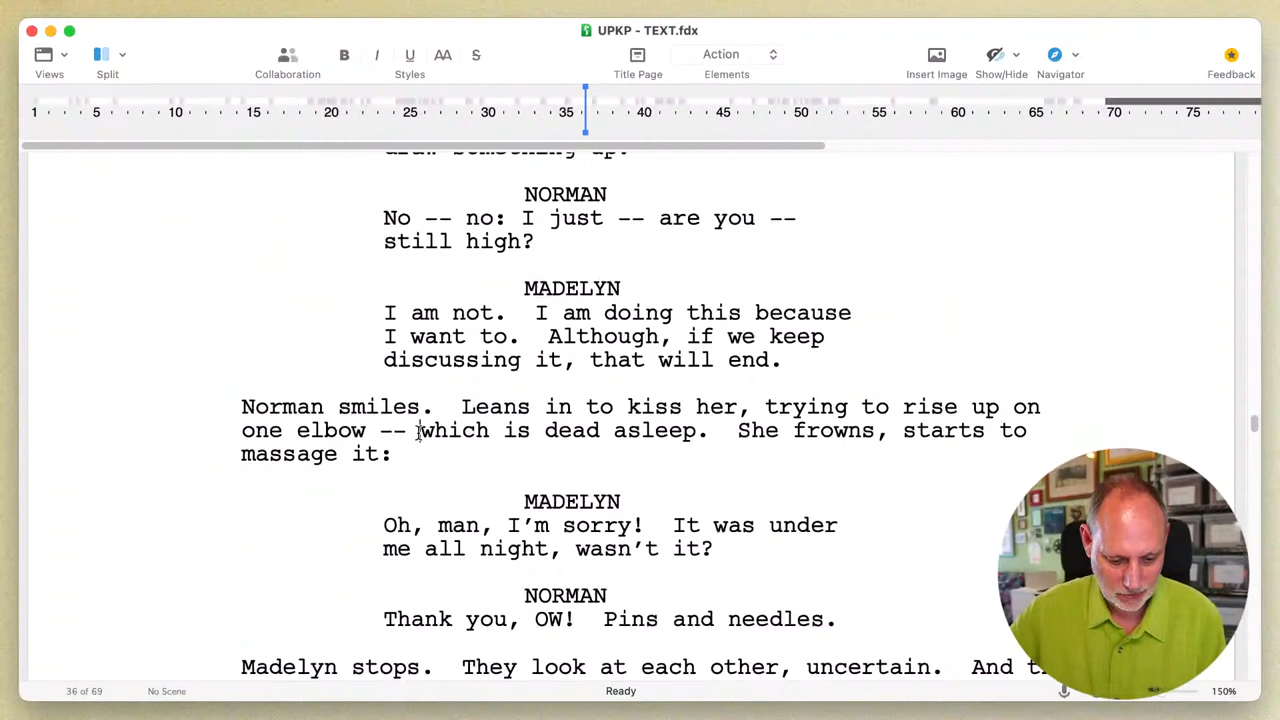 UPKP - TEXT.fdx
Views Split Collaboration B I U AA S Styles Title Page Action Elements Insert Image Show/Hide Navigator Feedback
1 5 10 15 20 25 30 35 40 45 50 55 60 65 70 75
draw something up.
NORMAN
No -- no: I just -- are you --
still high?
MADELYN
I am not.  I am doing this because
I want to.  Although, if we keep
discussing it, that will end.
Norman smiles.  Leans in to kiss her, trying to rise up on
one elbow -- which is dead asleep.  She frowns, starts to
massage it:
MADELYN
Oh, man, I’m sorry!  It was under
me all night, wasn’t it?
NORMAN
Thank you, OW!  Pins and needles.
Madelyn stops.  They look at each other, uncertain.  And
36 of 69 No Scene Ready 150%